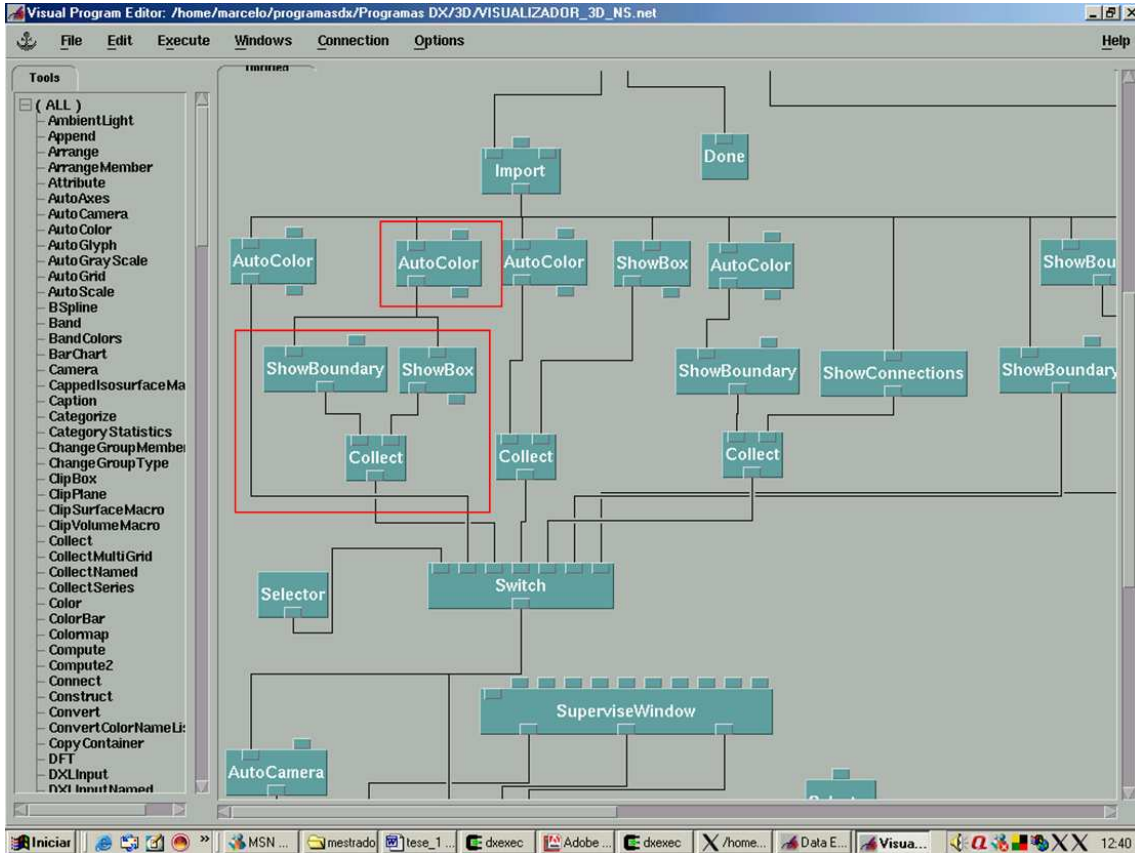 Visual Program Editor: /home/marcelo/programasdx/Programas DX/3D/VISUALIZADOR_3D_NS.net
File Edit Execute Windows Connection Options Help
Tools
Untitled
( ALL )
AmbientLight
Append
Arrange
ArrangeMember
Attribute
AutoAxes
AutoCamera
AutoColor
AutoGlyph
AutoGrayScale
AutoGrid
AutoScale
BSpline
Band
BandColors
BarChart
Camera
CappedIsosurfaceMa
Caption
Categorize
CategoryStatistics
ChangeGroupMember
ChangeGroupType
ClipBox
ClipPlane
ClipSurfaceMacro
ClipVolumeMacro
Collect
CollectMultiGrid
CollectNamed
CollectSeries
Color
ColorBar
Colormap
Compute
Compute2
Connect
Construct
Convert
ConvertColorNameLis
CopyContainer
DFT
DXLInput
DXLInputNamed
Import Done
AutoColor AutoColor AutoColor ShowBox AutoColor ShowBou
ShowBoundary ShowBox ShowBoundary ShowConnections ShowBoundary
Collect Collect Collect
Selector Switch
SuperviseWindow
AutoCamera
Iniciar » MSN ... mestrado tese_1 ... dxexec Adobe ... dxexec /home... Data E... Visua... 12:40